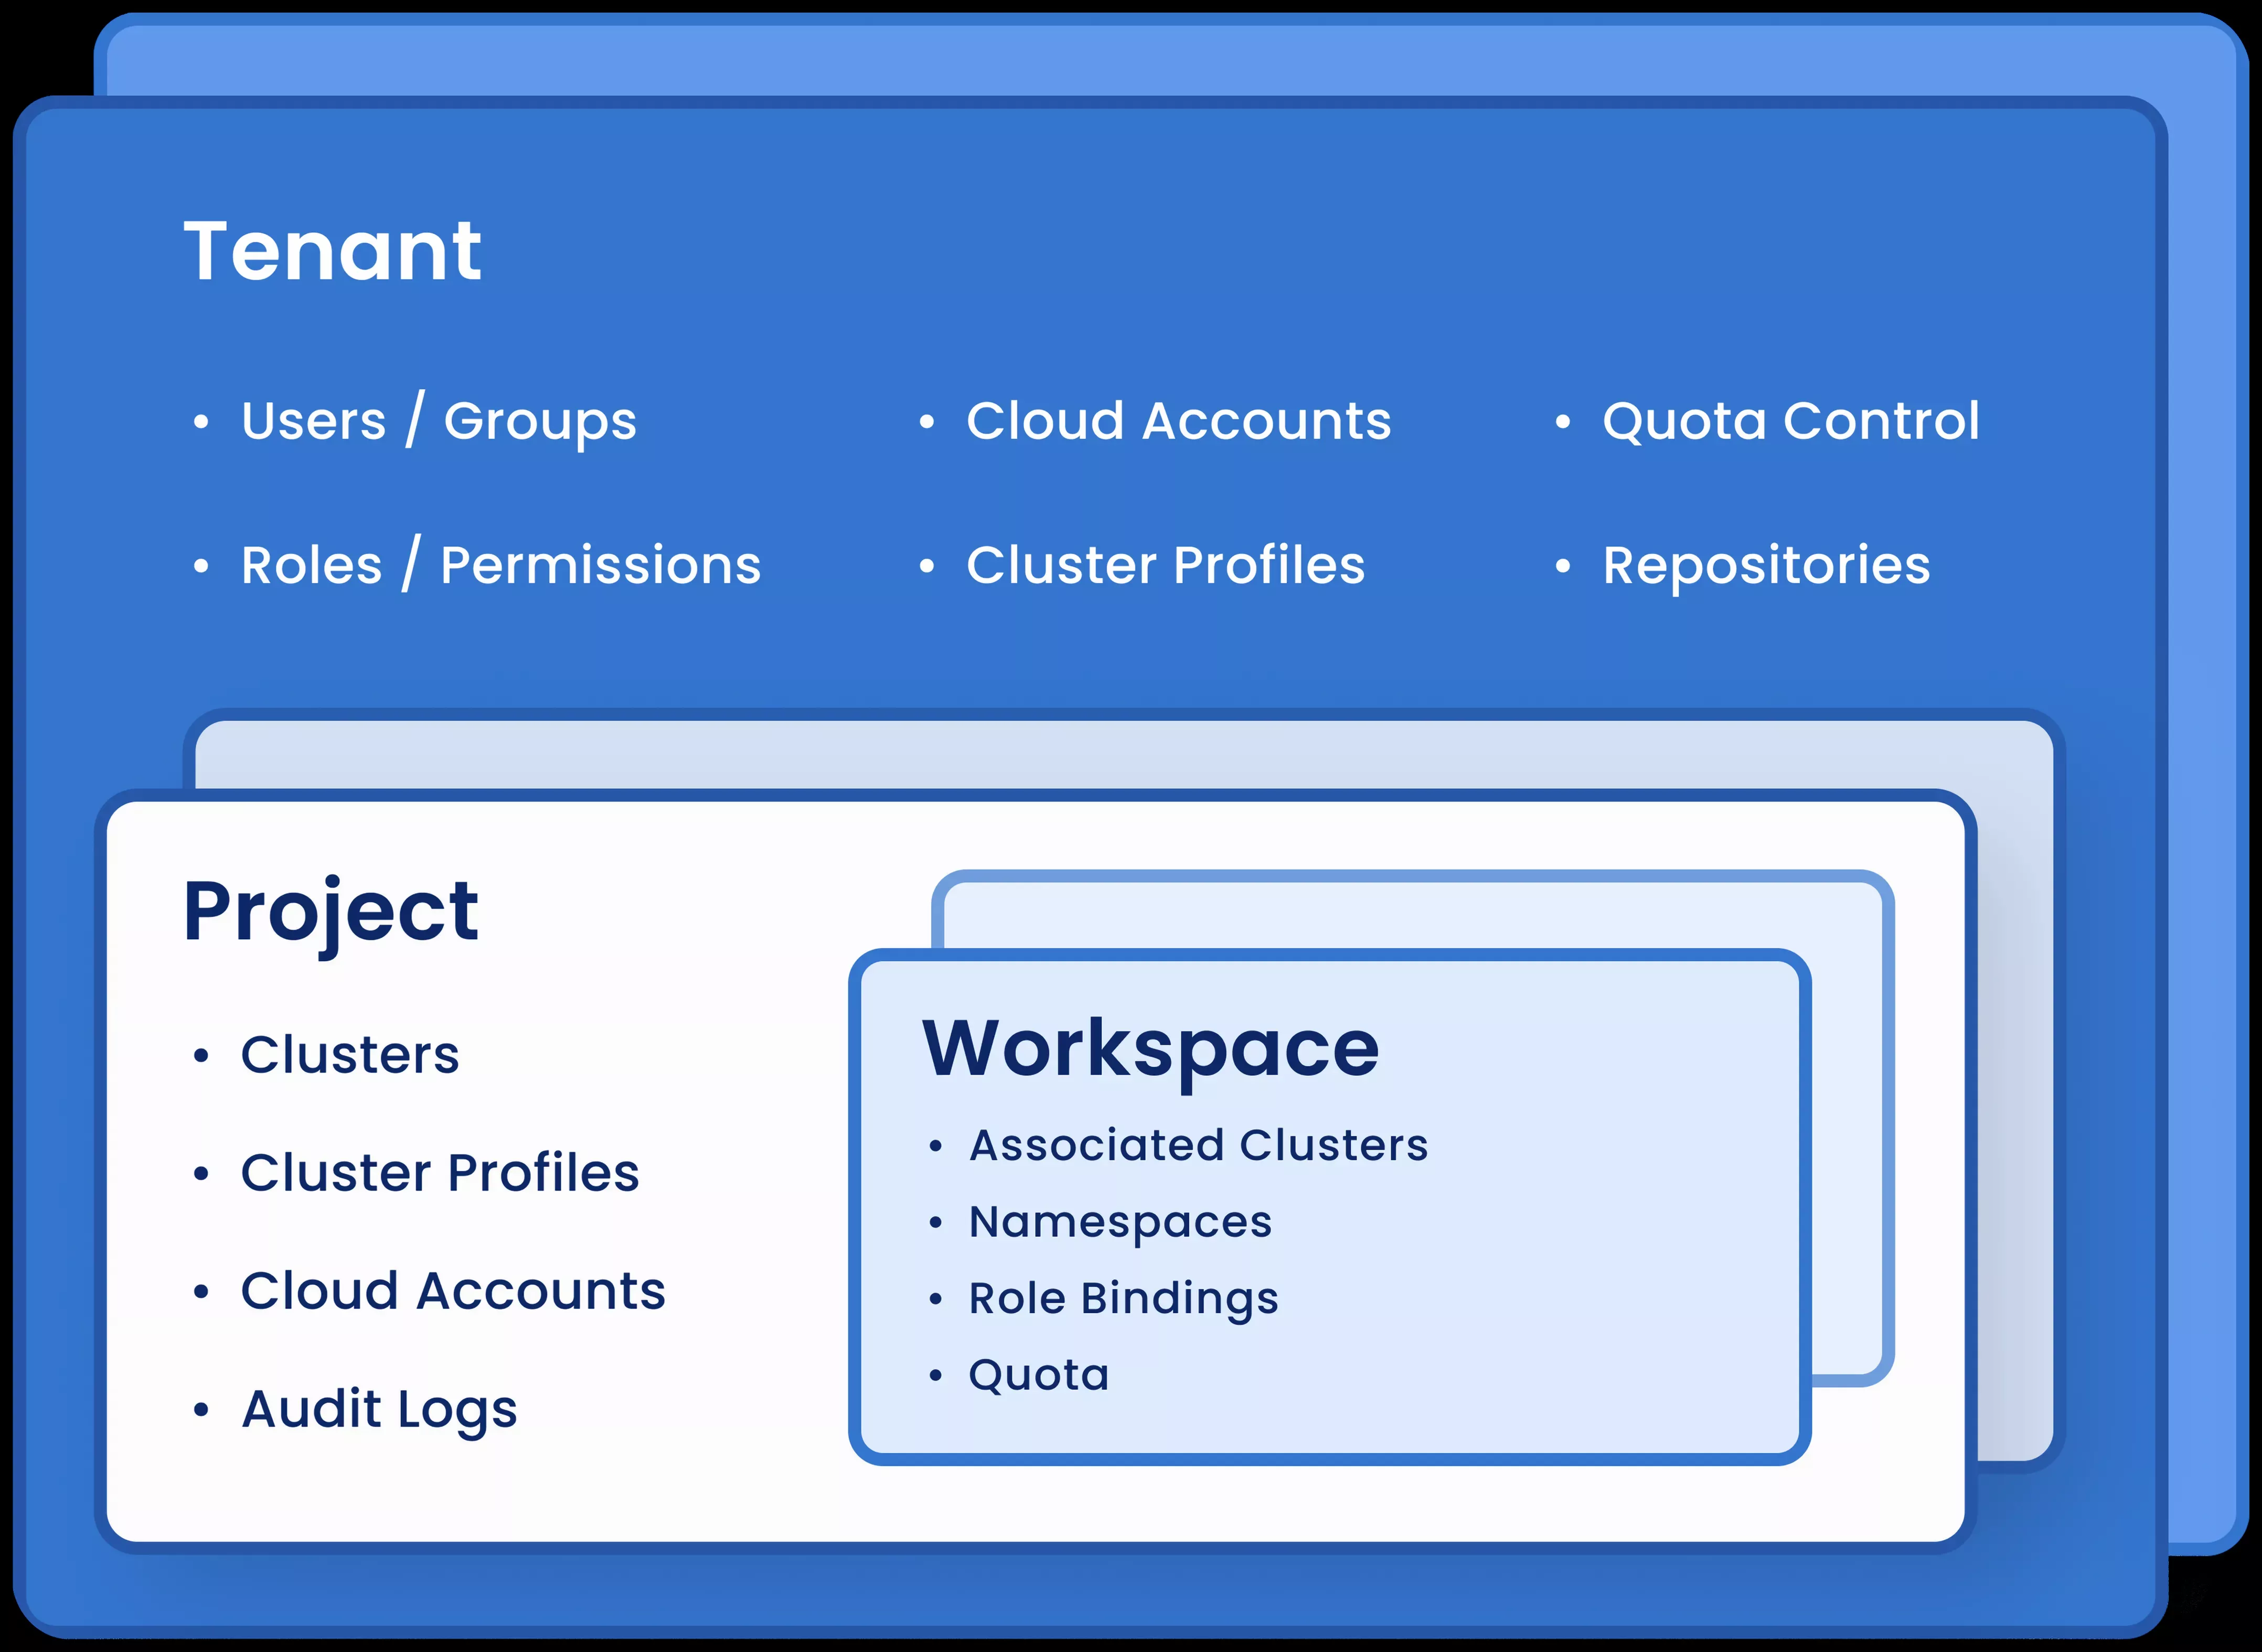 Tenant
• Users / Groups
• Cloud Accounts
• Quota Control
• Roles / Permissions
• Cluster Profiles
• Repositories
Project
• Clusters
• Cluster Profiles
• Cloud Accounts
• Audit Logs
Workspace
• Associated Clusters
• Namespaces
• Role Bindings
• Quota